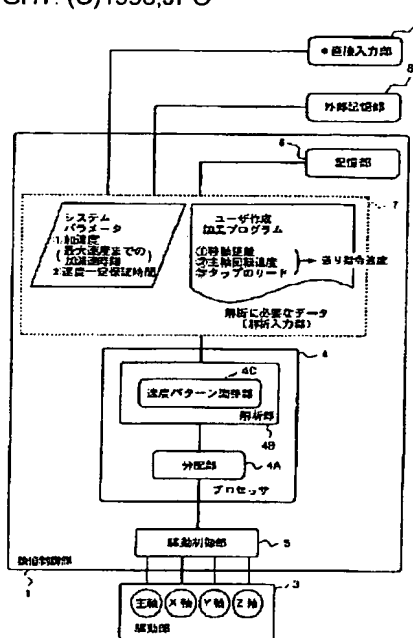 (C)1998,JPO
*直接入力部
8
外部記憶部
6
記憶部
7
システム
パラメータ
1.加速度
(最大速度までの
加減速時間)
2.速度一定保証時間
ユーザ作成
加工プログラム
①移動距離
②主軸回転速度
③タップのリード
送り指令速度
解析に必要なデータ
(解析入力部)
4
4C
速度パターン調停部
解析部
4B
分配部
4A
プロセッサ
駆動制御部
5
数値制御部
1
3
主軸
X軸
Y軸
Z軸
駆動部